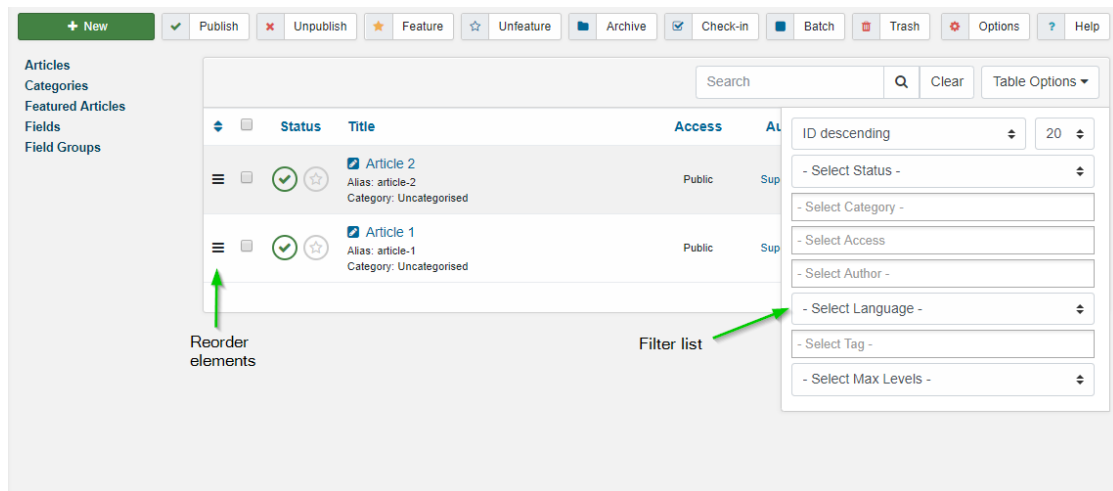 New
Publish
Unpublish
Feature
Unfeature
Archive
Check-in
Batch
Trash
Options
? Help
Articles
Categories
Featured Articles
Fields
Field Groups
Search
Clear
Table Options
Status Title Access Au
Article 2
Alias: article-2
Category: Uncategorised
Public
Sup
Article 1
Alias: article-1
Category: Uncategorised
Public
Sup
ID descending
20
- Select Status -
- Select Category -
- Select Access
- Select Author -
- Select Language -
- Select Tag -
- Select Max Levels -
Reorder
elements
Filter list